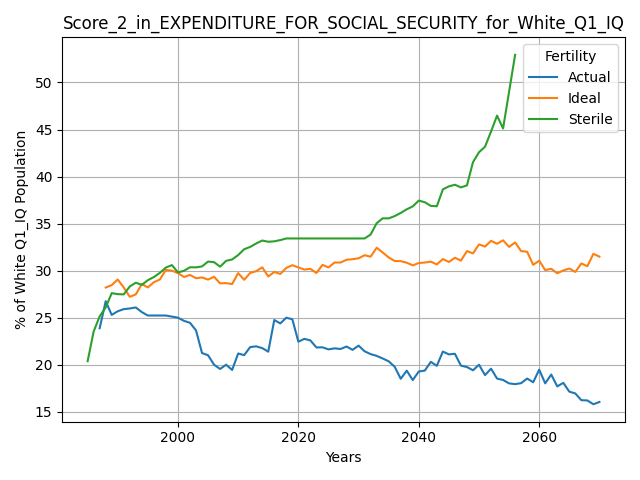 Score_2_in_EXPENDITURE_FOR_SOCIAL_SECURITY_for_White_Q1_IQ
Fertility
Actual
Ideal
Sterile
% of White Q1_IQ Population
50
45
40
35
30
25
20
15
2000
2020
2040
2060
Years